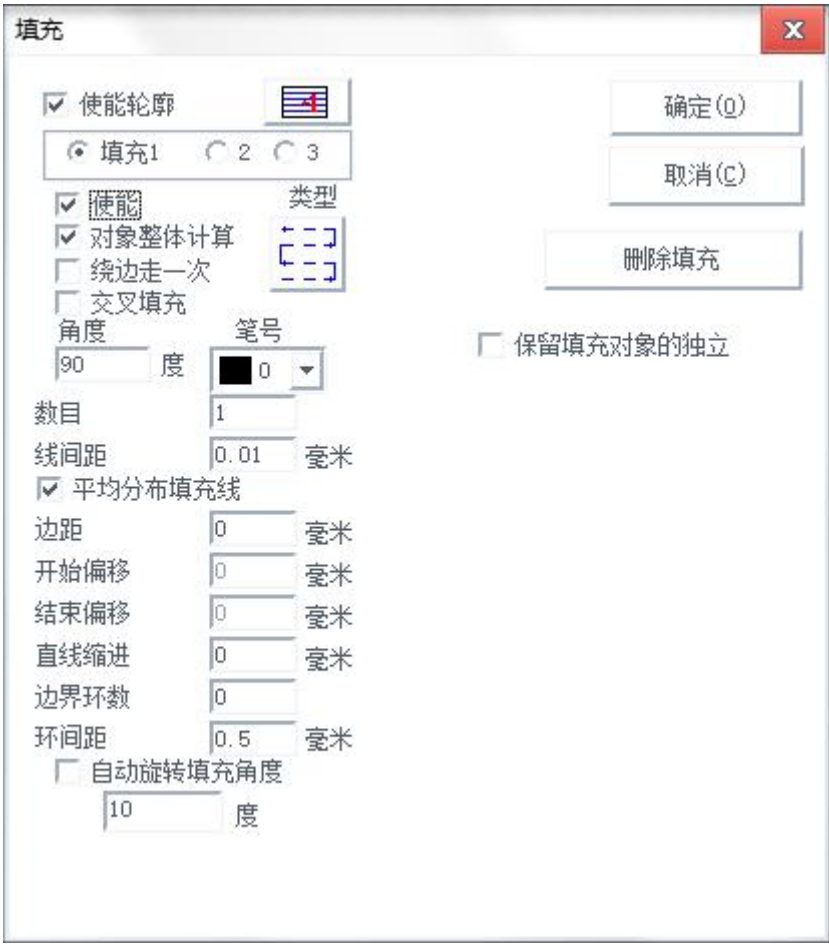 填充
使能轮廓
确定(O)
填充1 2 3
取消(C)
使能 类型
对象整体计算
绕边走一次
删除填充
交叉填充
角度 笔号
保留填充对象的独立
90 度 0
数目 1
线间距 0.01 毫米
平均分布填充线
边距 0 毫米
开始偏移 0 毫米
结束偏移 0 毫米
直线缩进 0 毫米
边界环数 0
环间距 0.5 毫米
自动旋转填充角度
10 度